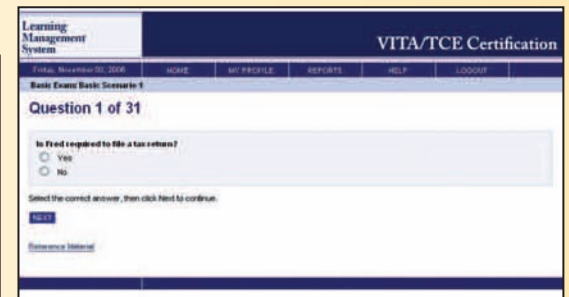 Learning
Management
System
VITA/TCE Certification
Friday, November 03, 2006 HOME MY PROFILE REPORTS HELP LOGOUT
Basic Exams Basic Scenario 1
Question 1 of 31
Is Fred required to file a tax return?
Yes
No
Select the correct answer, then click Next to continue.
NEXT
Reference Material